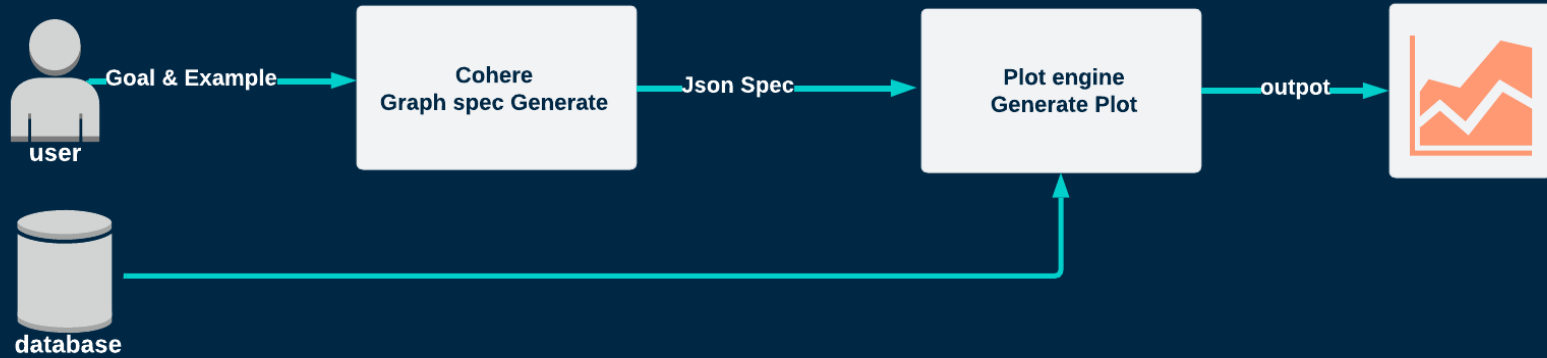 Goal & Example
user
Cohere
Graph spec Generate
Json Spec
Plot engine
Generate Plot
outpot
database